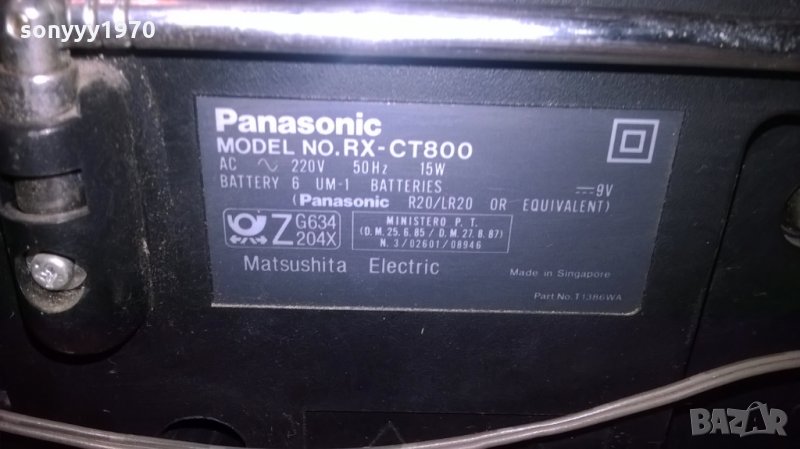 sonyyy1970
Panasonic
MODEL NO.RX-CT800
AC 220V 50Hz 15W
BATTERY 6 UM-1 BATTERIES 9V
(Panasonic R20/LR20 OR EQUIVALENT)
Z G634
204X
MINISTERO P. T.
(D.M.25.6.85 / D.M.27.8.87)
N.3/02601/08946
Matsushita Electric
Made in Singapore
Part No.T1386WA
BAZAR